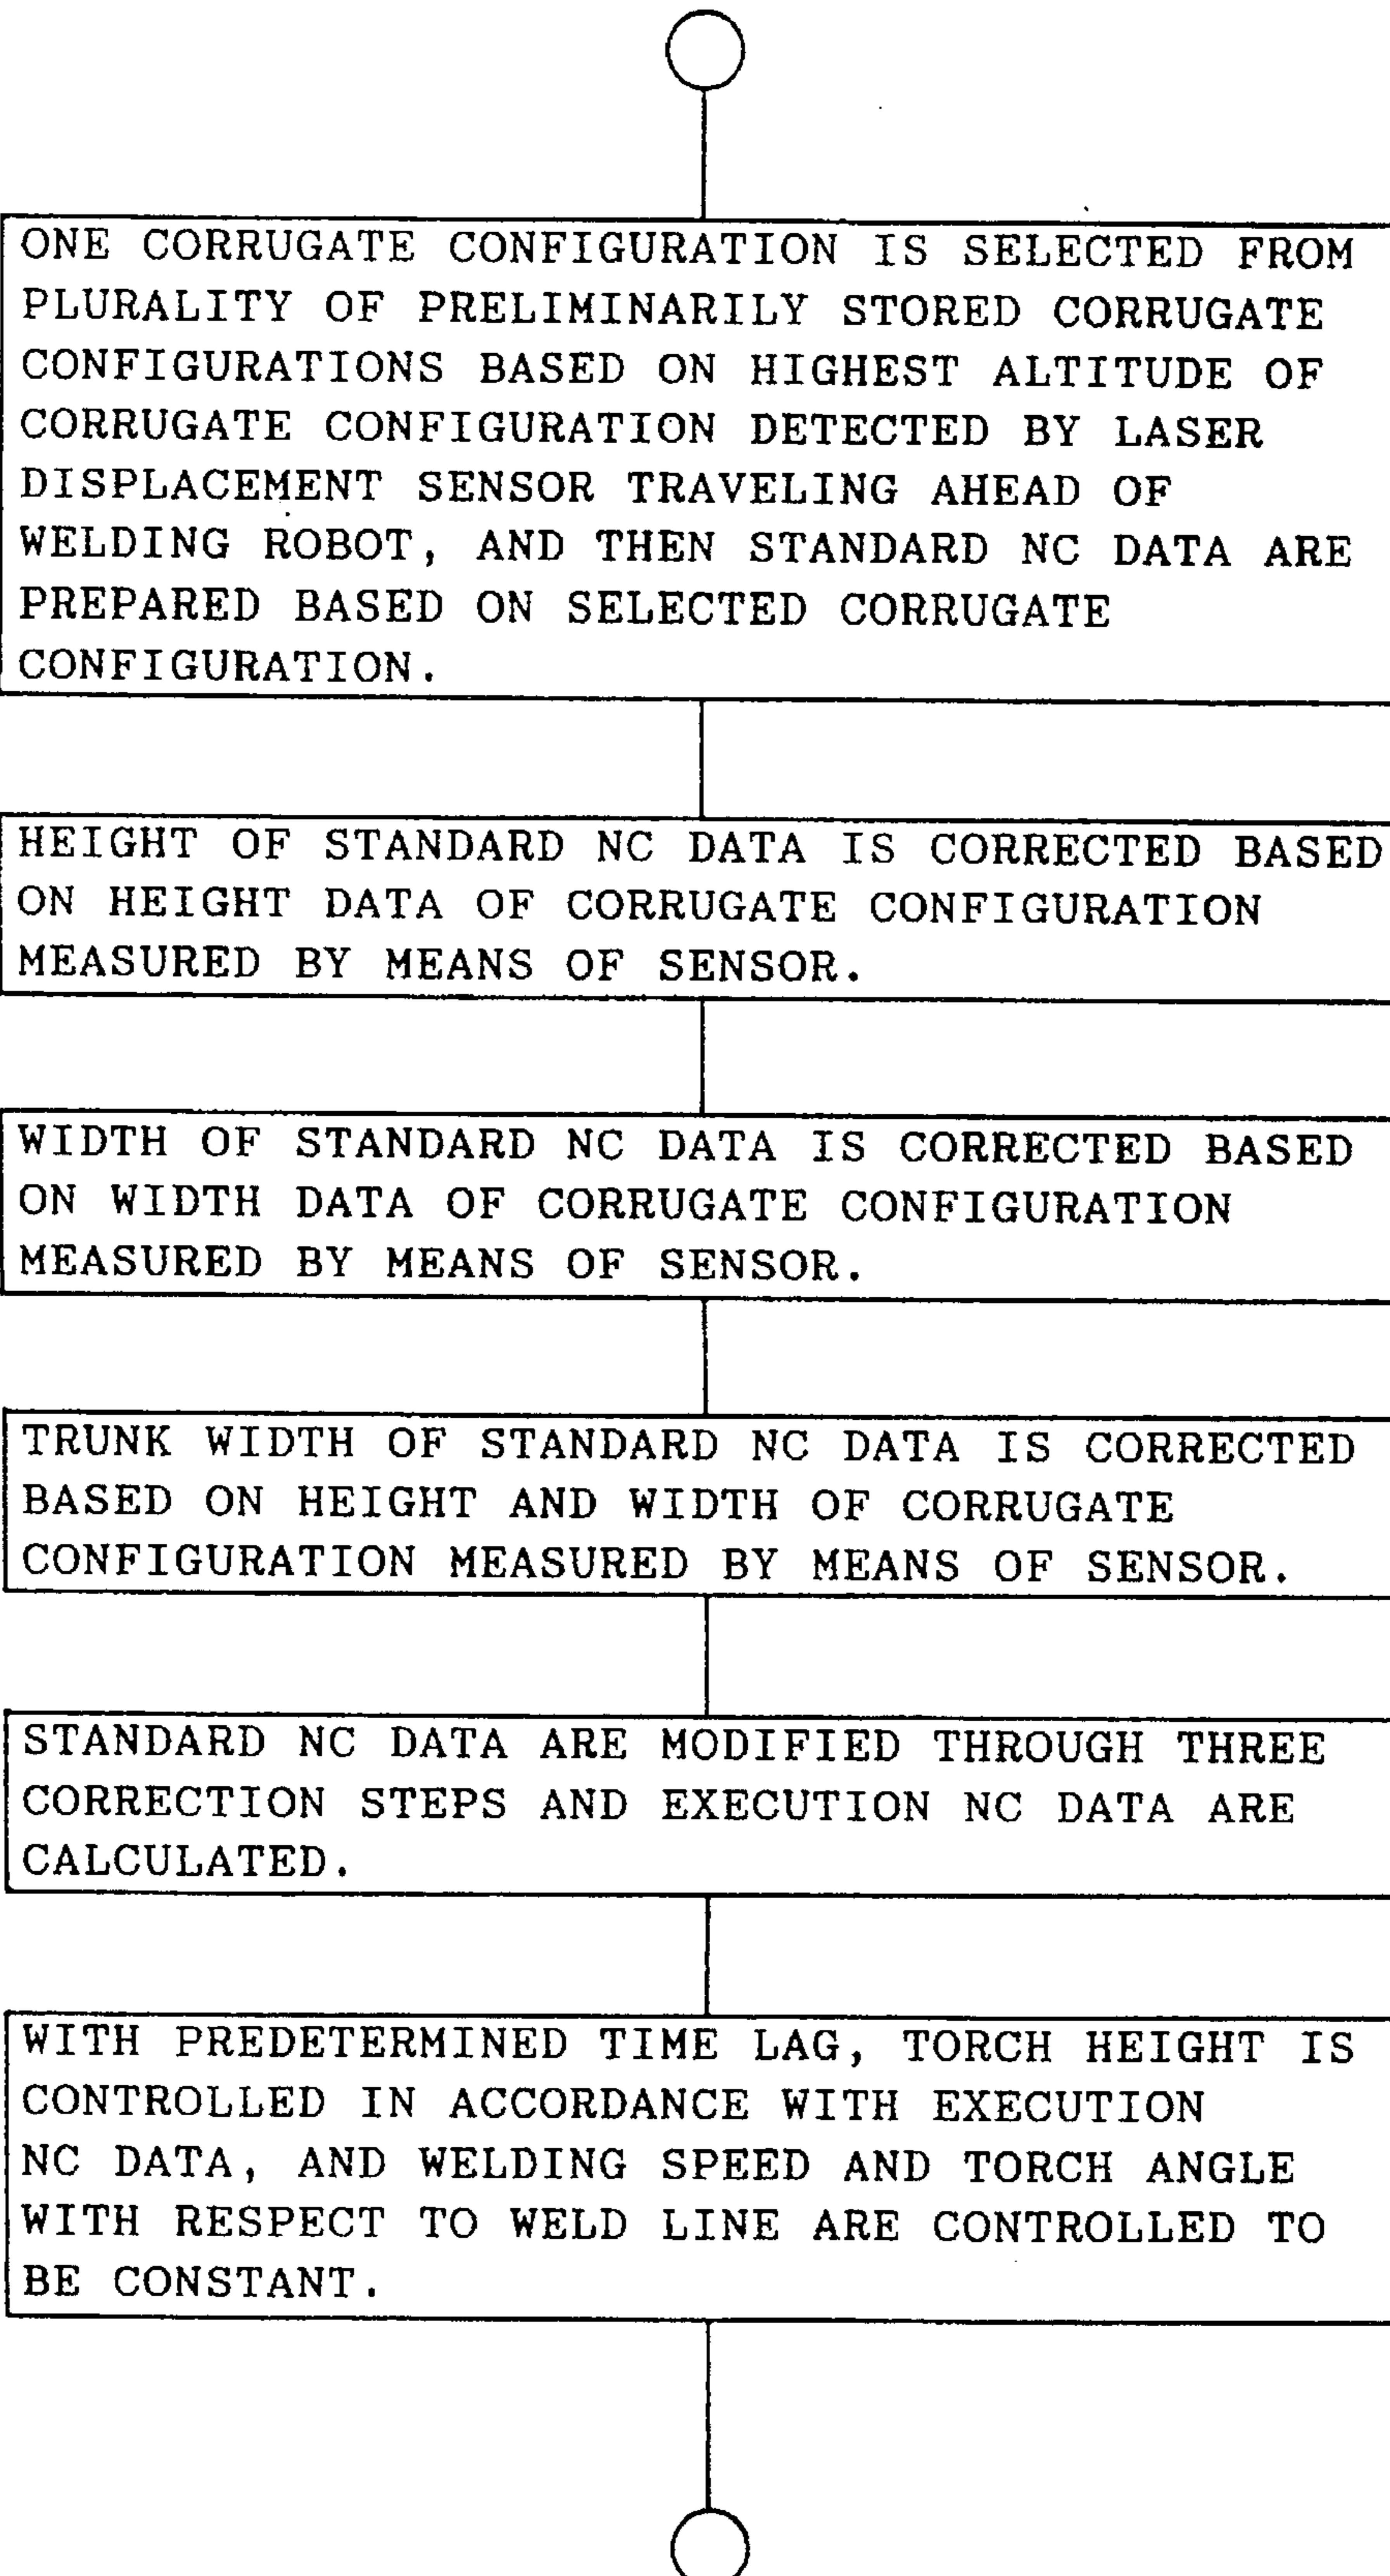 ONE CORRUGATE CONFIGURATION IS SELECTED FROM
PLURALITY OF PRELIMINARILY STORED CORRUGATE
CONFIGURATIONS BASED ON HIGHEST ALTITUDE OF
CORRUGATE CONFIGURATION DETECTED BY LASER
DISPLACEMENT SENSOR TRAVELING AHEAD OF
WELDING ROBOT, AND THEN STANDARD NC DATA ARE
PREPARED BASED ON SELECTED CORRUGATE
CONFIGURATION.
HEIGHT OF STANDARD NC DATA IS CORRECTED BASED
ON HEIGHT DATA OF CORRUGATE CONFIGURATION
MEASURED BY MEANS OF SENSOR.
WIDTH OF STANDARD NC DATA IS CORRECTED BASED
ON WIDTH DATA OF CORRUGATE CONFIGURATION
MEASURED BY MEANS OF SENSOR.
TRUNK WIDTH OF STANDARD NC DATA IS CORRECTED
BASED ON HEIGHT AND WIDTH OF CORRUGATE
CONFIGURATION MEASURED BY MEANS OF SENSOR.
STANDARD NC DATA ARE MODIFIED THROUGH THREE
CORRECTION STEPS AND EXECUTION NC DATA ARE
CALCULATED.
WITH PREDETERMINED TIME LAG, TORCH HEIGHT IS
CONTROLLED IN ACCORDANCE WITH EXECUTION
NC DATA, AND WELDING SPEED AND TORCH ANGLE
WITH RESPECT TO WELD LINE ARE CONTROLLED TO
BE CONSTANT.